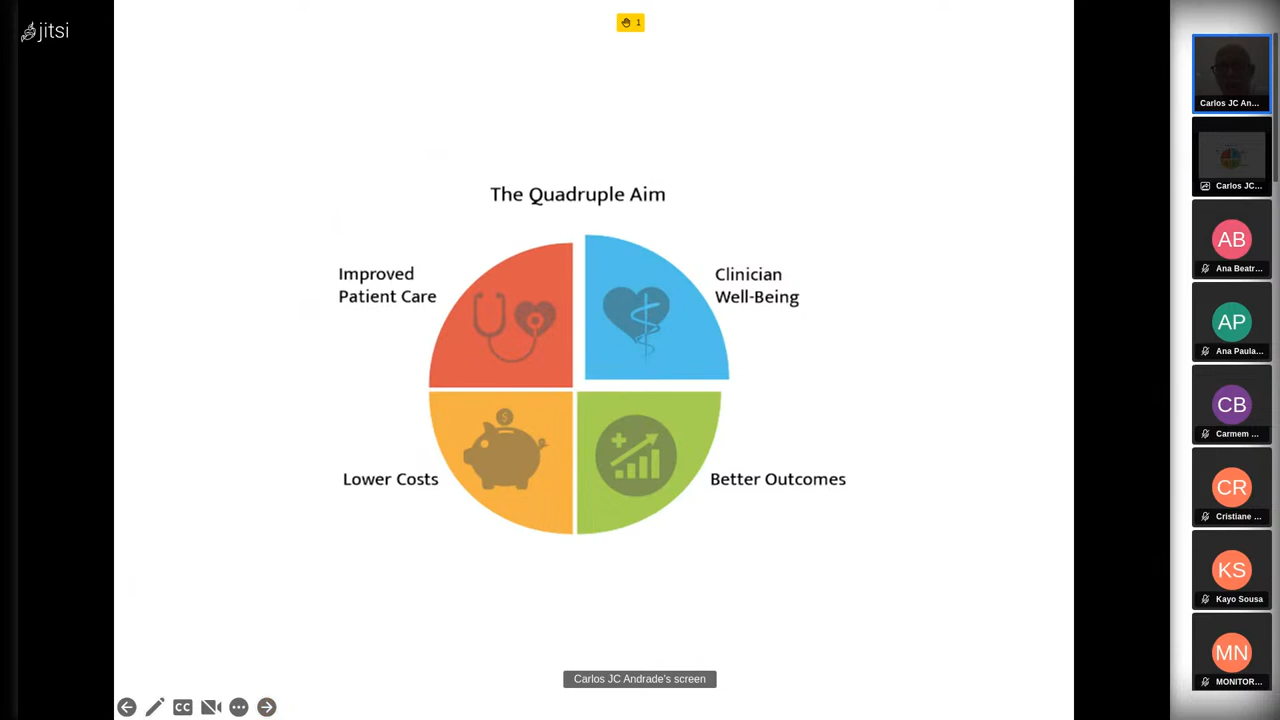 jitsi
1
The Quadruple Aim
Improved
Patient Care
Clinician
Well-Being
$
Lower Costs
Better Outcomes
Carlos JC Andrade's screen
CC
Carlos JC An...
Carlos JC...
AB
Ana Beatr...
AP
Ana Paula...
CB
Carmem ...
CR
Cristiane ...
KS
Kayo Sousa
MN
MONITOR...